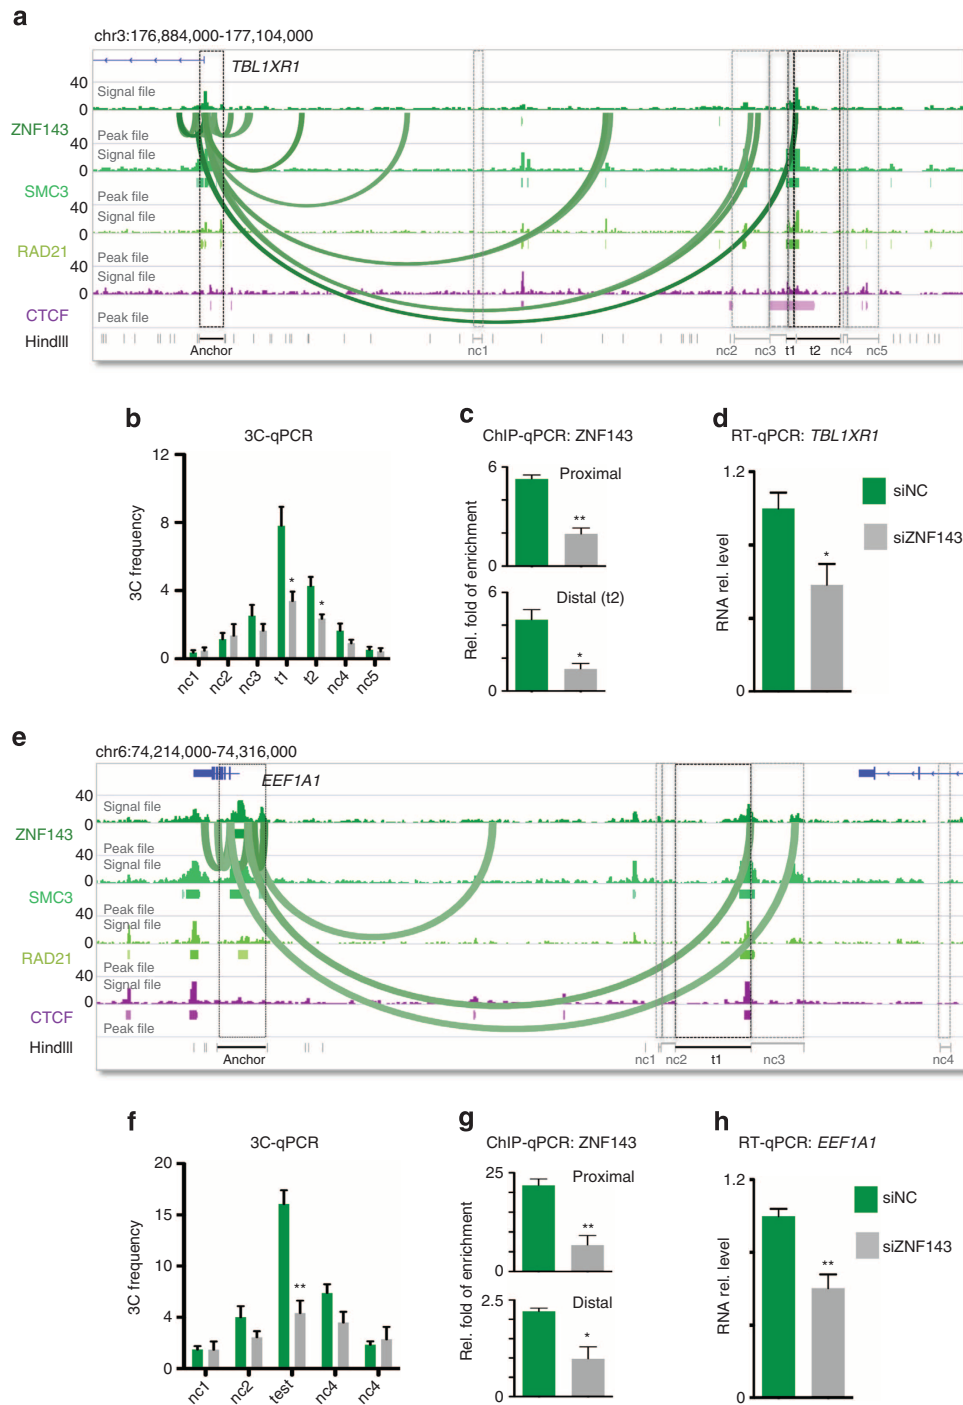 a
chr3:176,884,000-177,104,000
TBL1XR1
40
Signal file
0
ZNF143
Peak file
40
Signal file
0
SMC3
Peak file
40
Signal file
0
RAD21
Peak file
40
Signal file
0
CTCF
Peak file
HindIII
Anchor
nc1
nc2
nc3
t1
t2
nc4
nc5
b
3C-qPCR
12
8
4
0
3C frequency
*
*
nc1
nc2
nc3
t1
t2
nc4
nc5
c
ChIP-qPCR: ZNF143
6
Proximal
**
0
6
Distal (t2)
*
0
Rel. fold of enrichment
d
RT-qPCR: TBL1XR1
1.2
RNA rel. level
*
0
siNC
siZNF143
e
chr6:74,214,000-74,316,000
EEF1A1
40
Signal file
0
ZNF143
Peak file
40
Signal file
0
SMC3
Peak file
40
Signal file
0
RAD21
Peak file
40
Signal file
0
CTCF
Peak file
HindIII
Anchor
nc1
nc2
t1
nc3
nc4
f
3C-qPCR
20
10
4
0
3C frequency
**
nc1
nc2
test
nc4
nc4
g
ChIP-qPCR: ZNF143
25
Proximal
**
0
2.5
Distal
*
0
Rel. fold of enrichment
h
RT-qPCR: EEF1A1
1.2
RNA rel. level
**
0
siNC
siZNF143